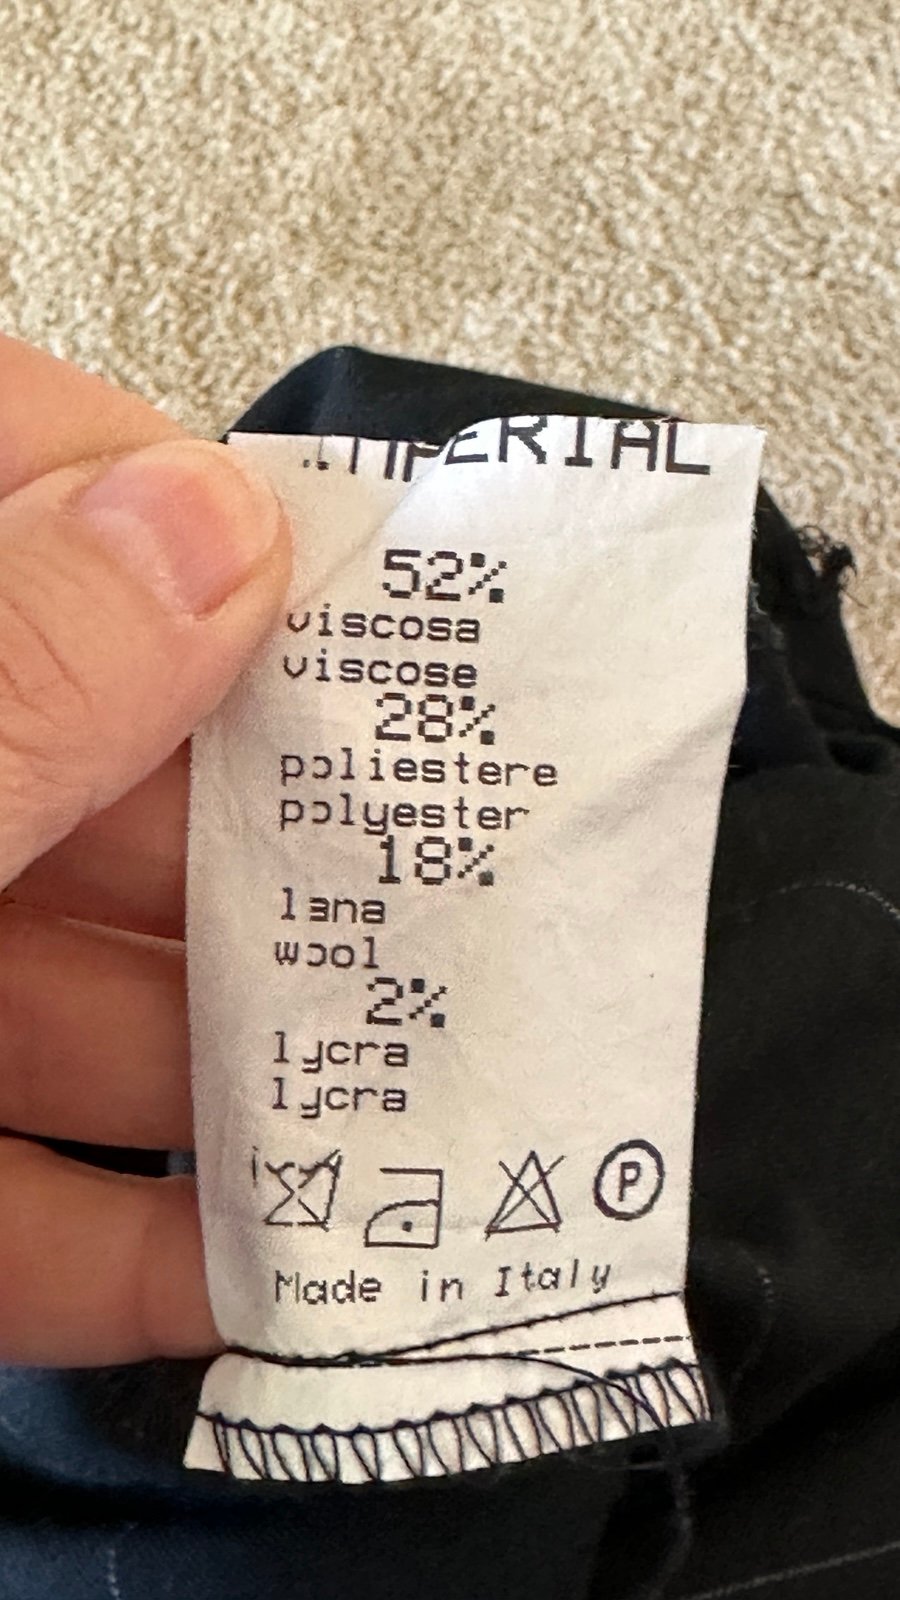 IMPERIAL
52%
viscosa
viscose
28%
poliestere
polyester
18%
lana
wool
2%
lycra
lycra
P
Made in Italy